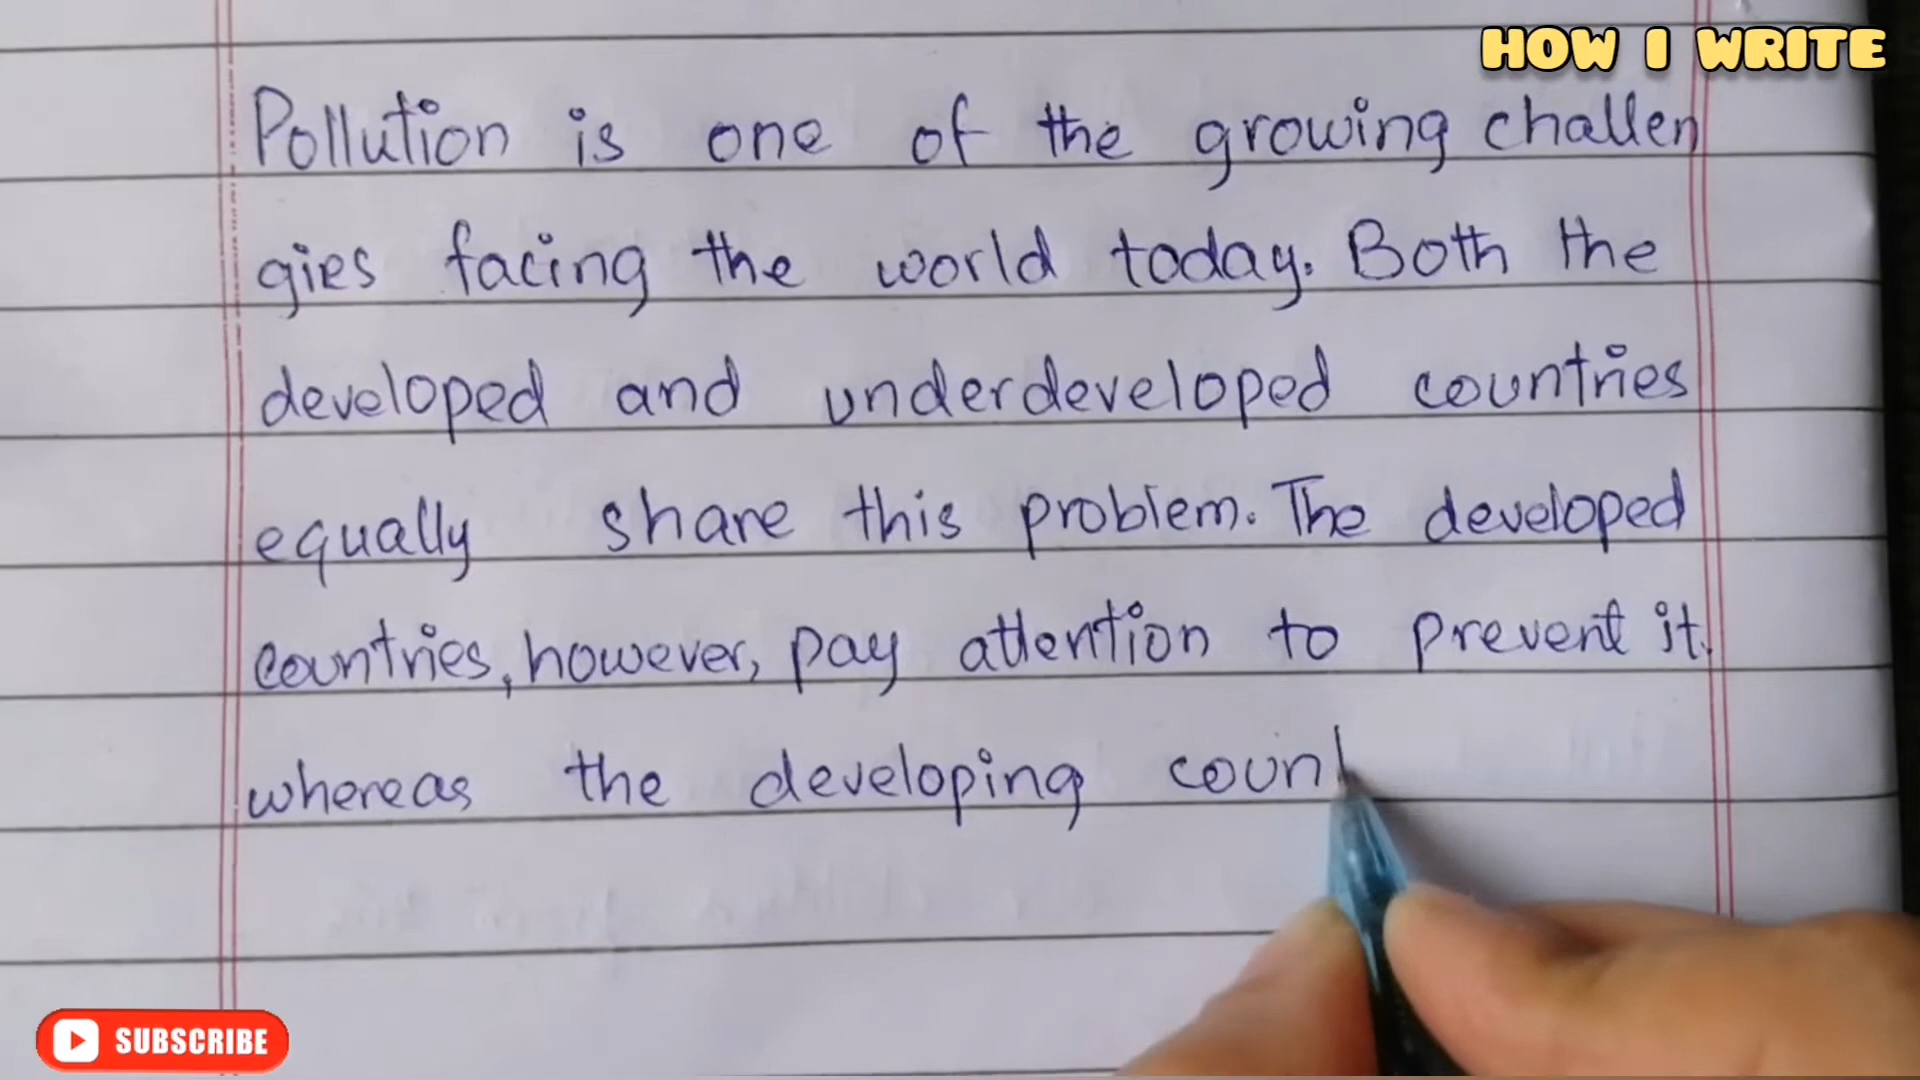 HOW I WRITE
Pollution is one of the growing challen
gies facing the world today. Both the
developed and underdeveloped countries
equally share this problem. The developed
countries, however, pay attention to prevent it.
whereas the developing coun
SUBSCRIBE